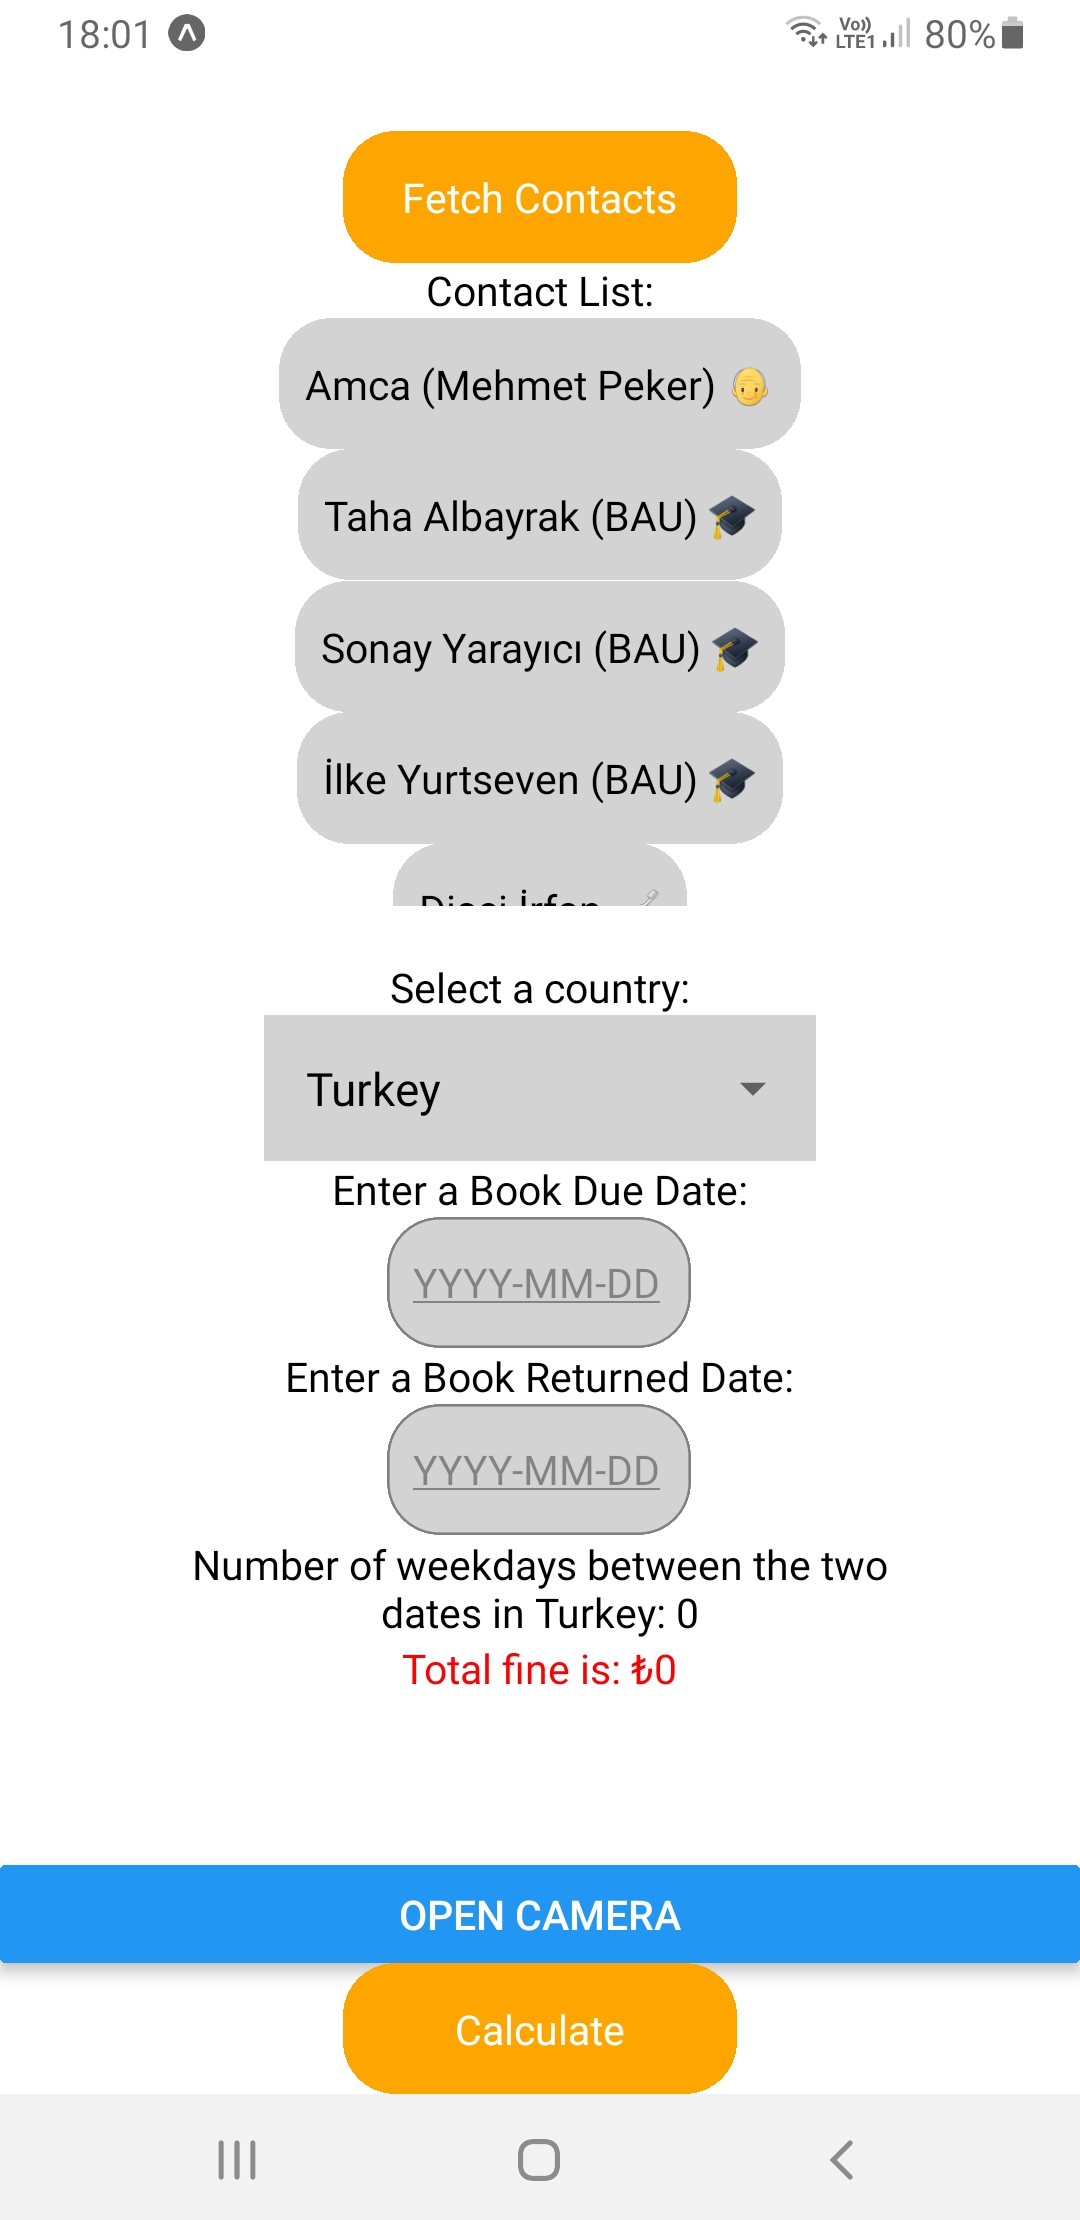 18:01
Vo)) LTE1 80%
Fetch Contacts
Contact List:
Amca (Mehmet Peker) 👴
Taha Albayrak (BAU) 🎓
Sonay Yarayıcı (BAU) 🎓
İlke Yurtseven (BAU) 🎓
Dişçi İrfan
Select a country:
Turkey
Enter a Book Due Date:
YYYY-MM-DD
Enter a Book Returned Date:
YYYY-MM-DD
Number of weekdays between the two
dates in Turkey: 0
Total fine is: ₺0
OPEN CAMERA
Calculate